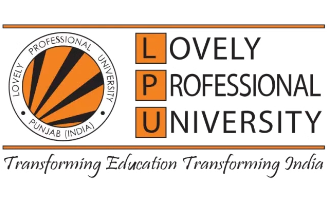 LOVELY PROFESSIONAL UNIVERSITY
• PUNJAB (INDIA) •
LOVELY
PROFESSIONAL
UNIVERSITY
Transforming Education Transforming India